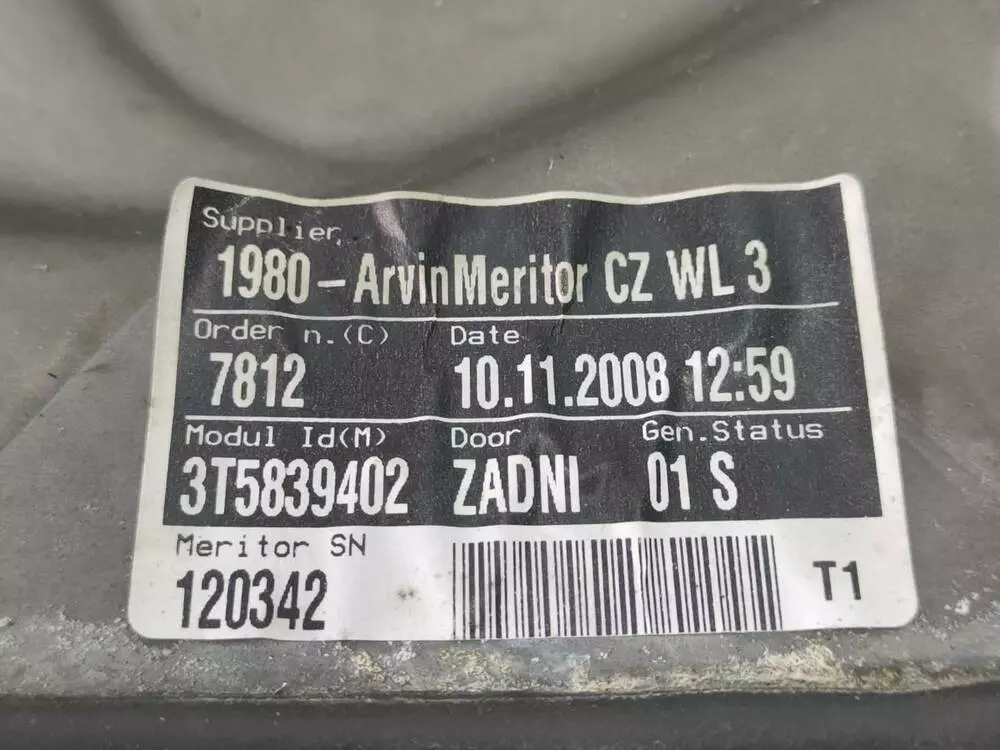 Supplier
1980-ArvinMeritor CZ WL 3
Order n.(C) Date
7812 10.11.2008 12:59
Modul Id(M) Door Gen.Status
3T5839402 ZADNI 01 S
Meritor SN
120342 T1